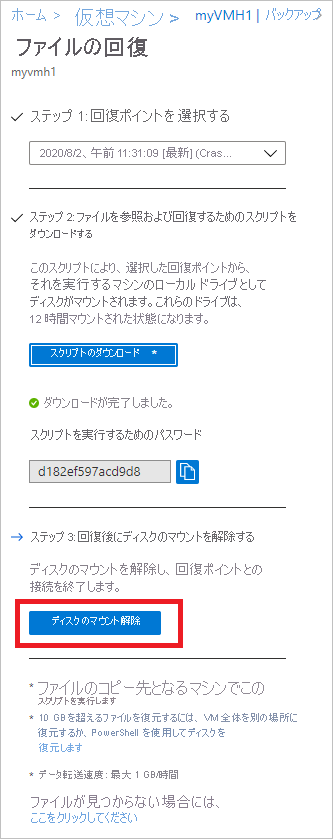 ホーム > 仮想マシン > myVMH1 | バックアップ
ファイルの回復
myvmh1
ステップ 1: 回復ポイントを選択する
2020/8/2、午前 11:31:09 [最新] (Cras...
ステップ 2: ファイルを参照および回復するためのスクリプトを
ダウンロードする
このスクリプトにより、選択した回復ポイントから、
それを実行するマシンのローカル ドライブとして
ディスクがマウントされます。これらのドライブは、
12 時間マウントされた状態になります。
スクリプトのダウンロード *
ダウンロードが完了しました。
スクリプトを実行するためのパスワード
d182ef597acd9d8
ステップ 3: 回復後にディスクのマウントを解除する
ディスクのマウントを解除し、回復ポイントとの
接続を終了します。
ディスクのマウント解除
* ファイルのコピー先となるマシンでこの
スクリプトを実行します
* 10 GB を超えるファイルを復元するには、VM 全体を別の場所に
復元するか、PowerShell を使用してディスクを
復元します
* データ転送速度: 最大 1 GB/時間
ファイルが見つからない場合には、
ここをクリックしてください